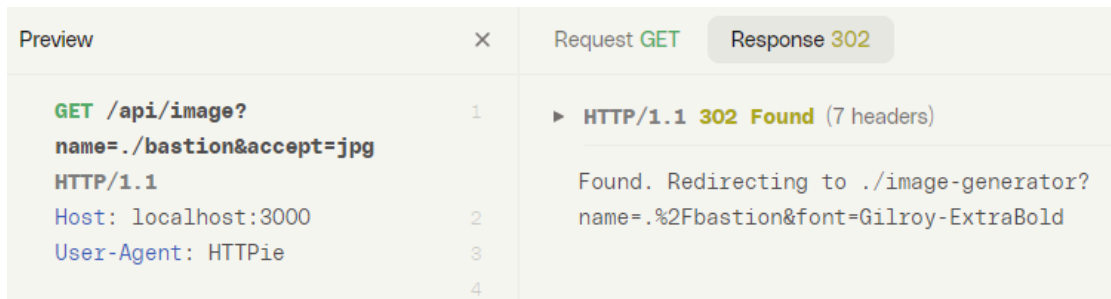 Preview × Request GET Response 302
GET /api/image? 1
name=./bastion&accept=jpg
HTTP/1.1
Host: localhost:3000 2
User-Agent: HTTPie 3
4
▶ HTTP/1.1 302 Found (7 headers)
Found. Redirecting to ./image-generator?
name=.%2Fbastion&font=Gilroy-ExtraBold